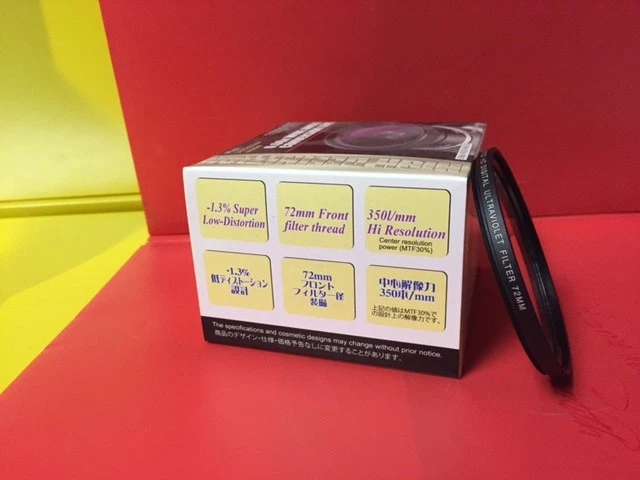 -1.3% Super
Low-Distortion
72mm Front
filter thread
350l/mm
Hi Resolution
Center resolution
power (MTF30%)
-1.3%
低ディストーション
設計
72mm
フロント
フィルター径
装備
中心解像力
350本/mm
上記の値はMTF30%で
の設計上の解像力です。
The specifications and cosmetic designs may change without prior notice.
商品のデザイン・仕様・価格予告なしに変更することがあります。
DIGITAL ULTRAVIOLET FILTER 72MM